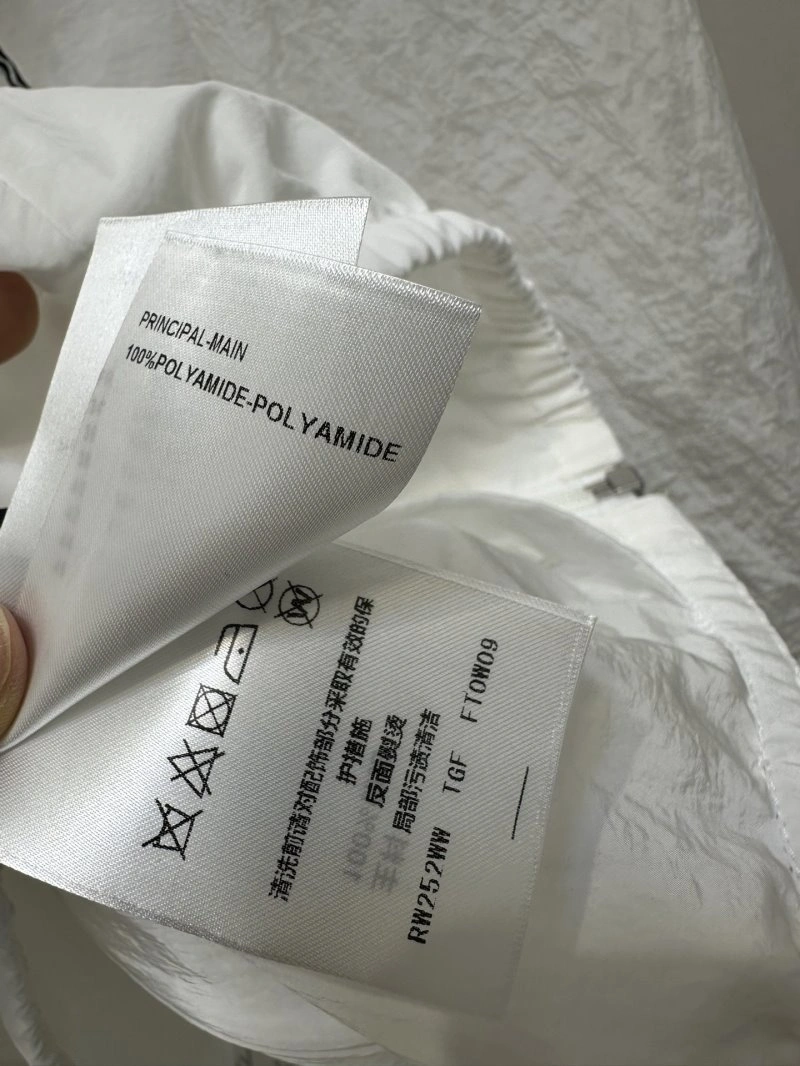 PRINCIPAL-MAIN
100%POLYAMIDE-POLYAMIDE
清洗前请对配饰部分采取有效的保
护措施
反面熨烫
局部污渍清洁
RW252WW TGF FTOW09